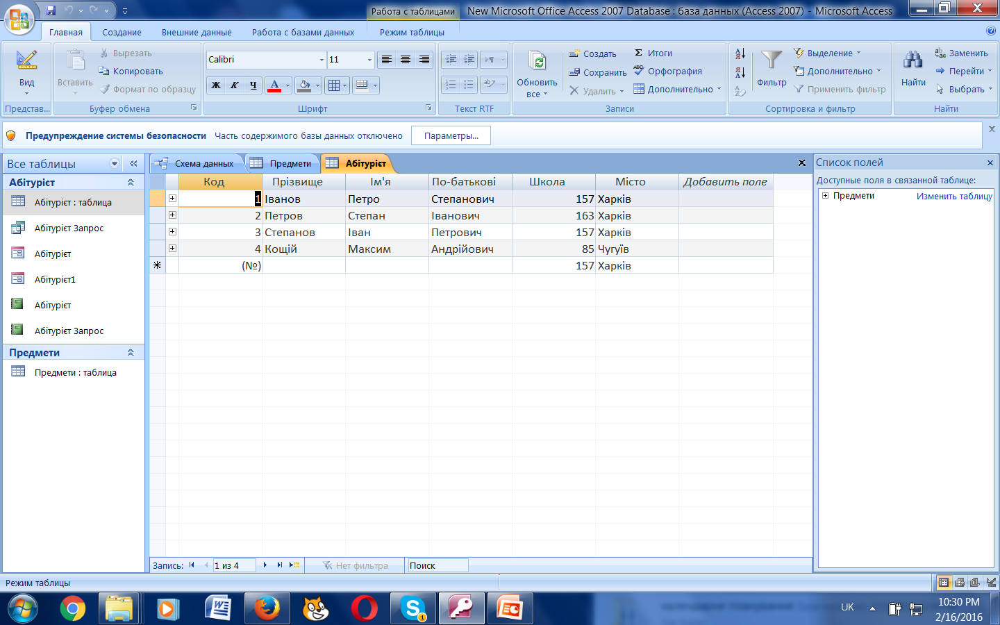 Работа с таблицами
New Microsoft Office Access 2007 Database : база данных (Access 2007) - Microsoft Access
Главная Создание Внешние данные Работа с базами данных Режим таблицы
Вид
Представ...
Вставить
Вырезать
Копировать
Формат по образцу
Буфер обмена
Calibri 11
Ж К Ч А
Шрифт
Текст RTF
Обновить
все
Создать
Сохранить
Удалить
Итоги
Орфография
Дополнительно
Записи
Фильтр
Выделение
Дополнительно
Применить фильтр
Сортировка и фильтр
Найти
Заменить
Перейти
Выбрать
Найти
Предупреждение системы безопасности Часть содержимого базы данных отключено Параметры...
Все таблицы
Абітурієт
Абітурієт : таблица
Абітурієт Запрос
Абітурієт
Абітурієт1
Абітурієт
Абітурієт Запрос
Предмети
Предмети : таблица
Схема данных Предмети Абітурієт
Код Прізвище Ім'я По-батькові Школа Місто Добавить поле
1 Іванов Петро Степанович 157 Харків
2 Петров Степан Іванович 163 Харків
3 Степанов Іван Петрович 157 Харків
4 Кощій Максим Андрійович 85 Чугуїв
(№) 157 Харків
Запись: 1 из 4 Нет фильтра Поиск
Список полей
Доступные поля в связанной таблице:
Предмети Изменить таблицу
Режим таблицы
UK
10:30 PM
2/16/2016